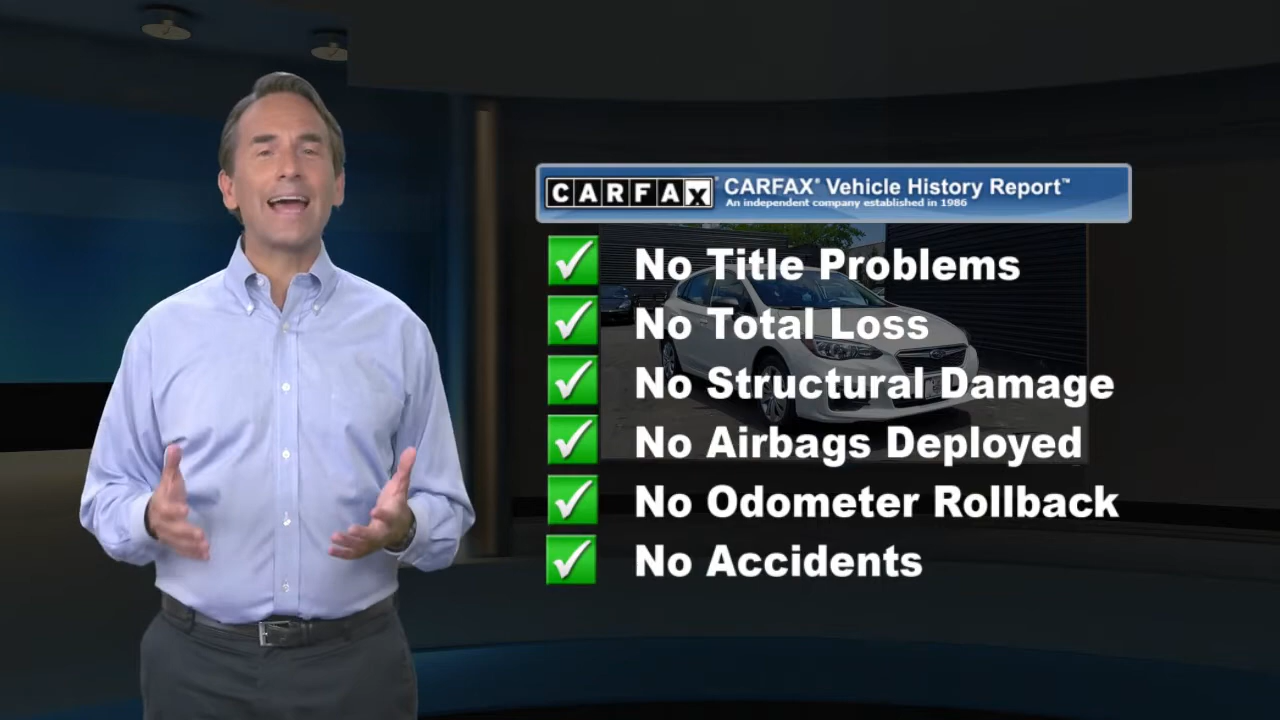 CARFAX® CARFAX® Vehicle History Report™
An independent company established in 1986
No Title Problems
No Total Loss
No Structural Damage
No Airbags Deployed
No Odometer Rollback
No Accidents